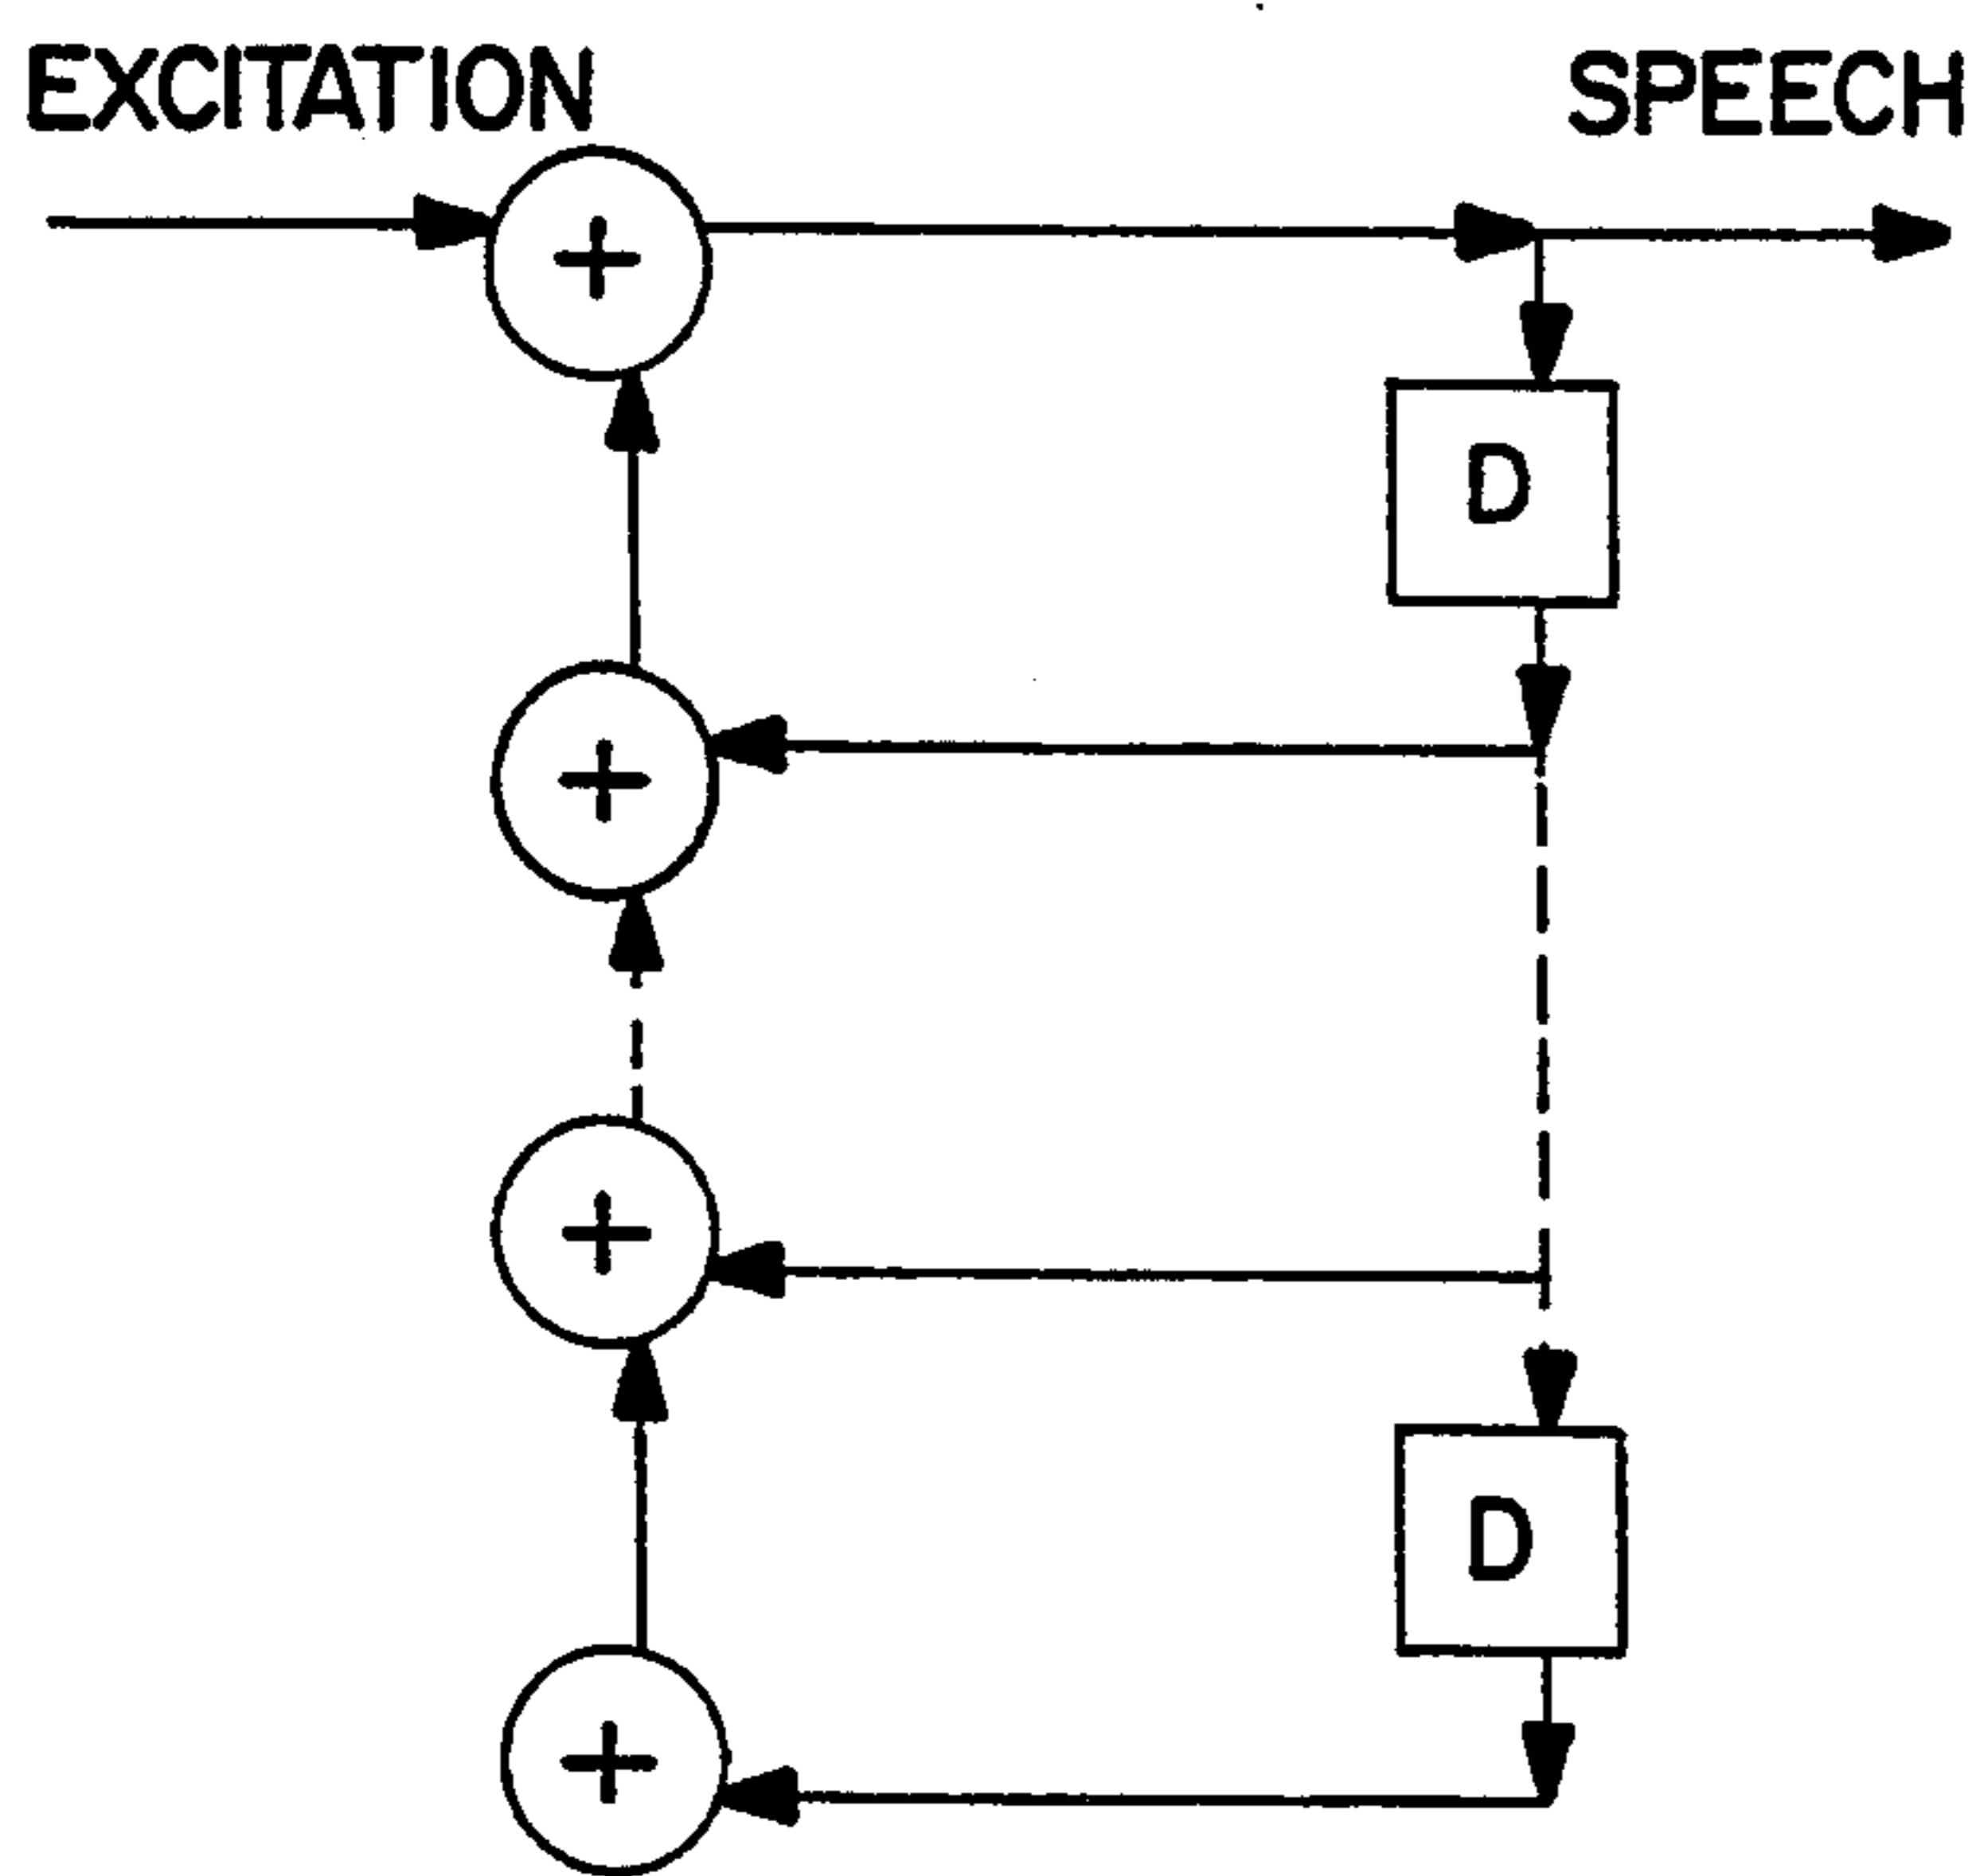 EXCITATION SPEECH
+
D
+
+
D
+